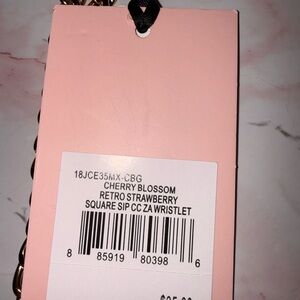 18JCE35MX-CBG
CHERRY BLOSSOM
RETRO STRAWBERRY
SQUARE SIP CC ZA WRISTLET
8 85919 80398 6